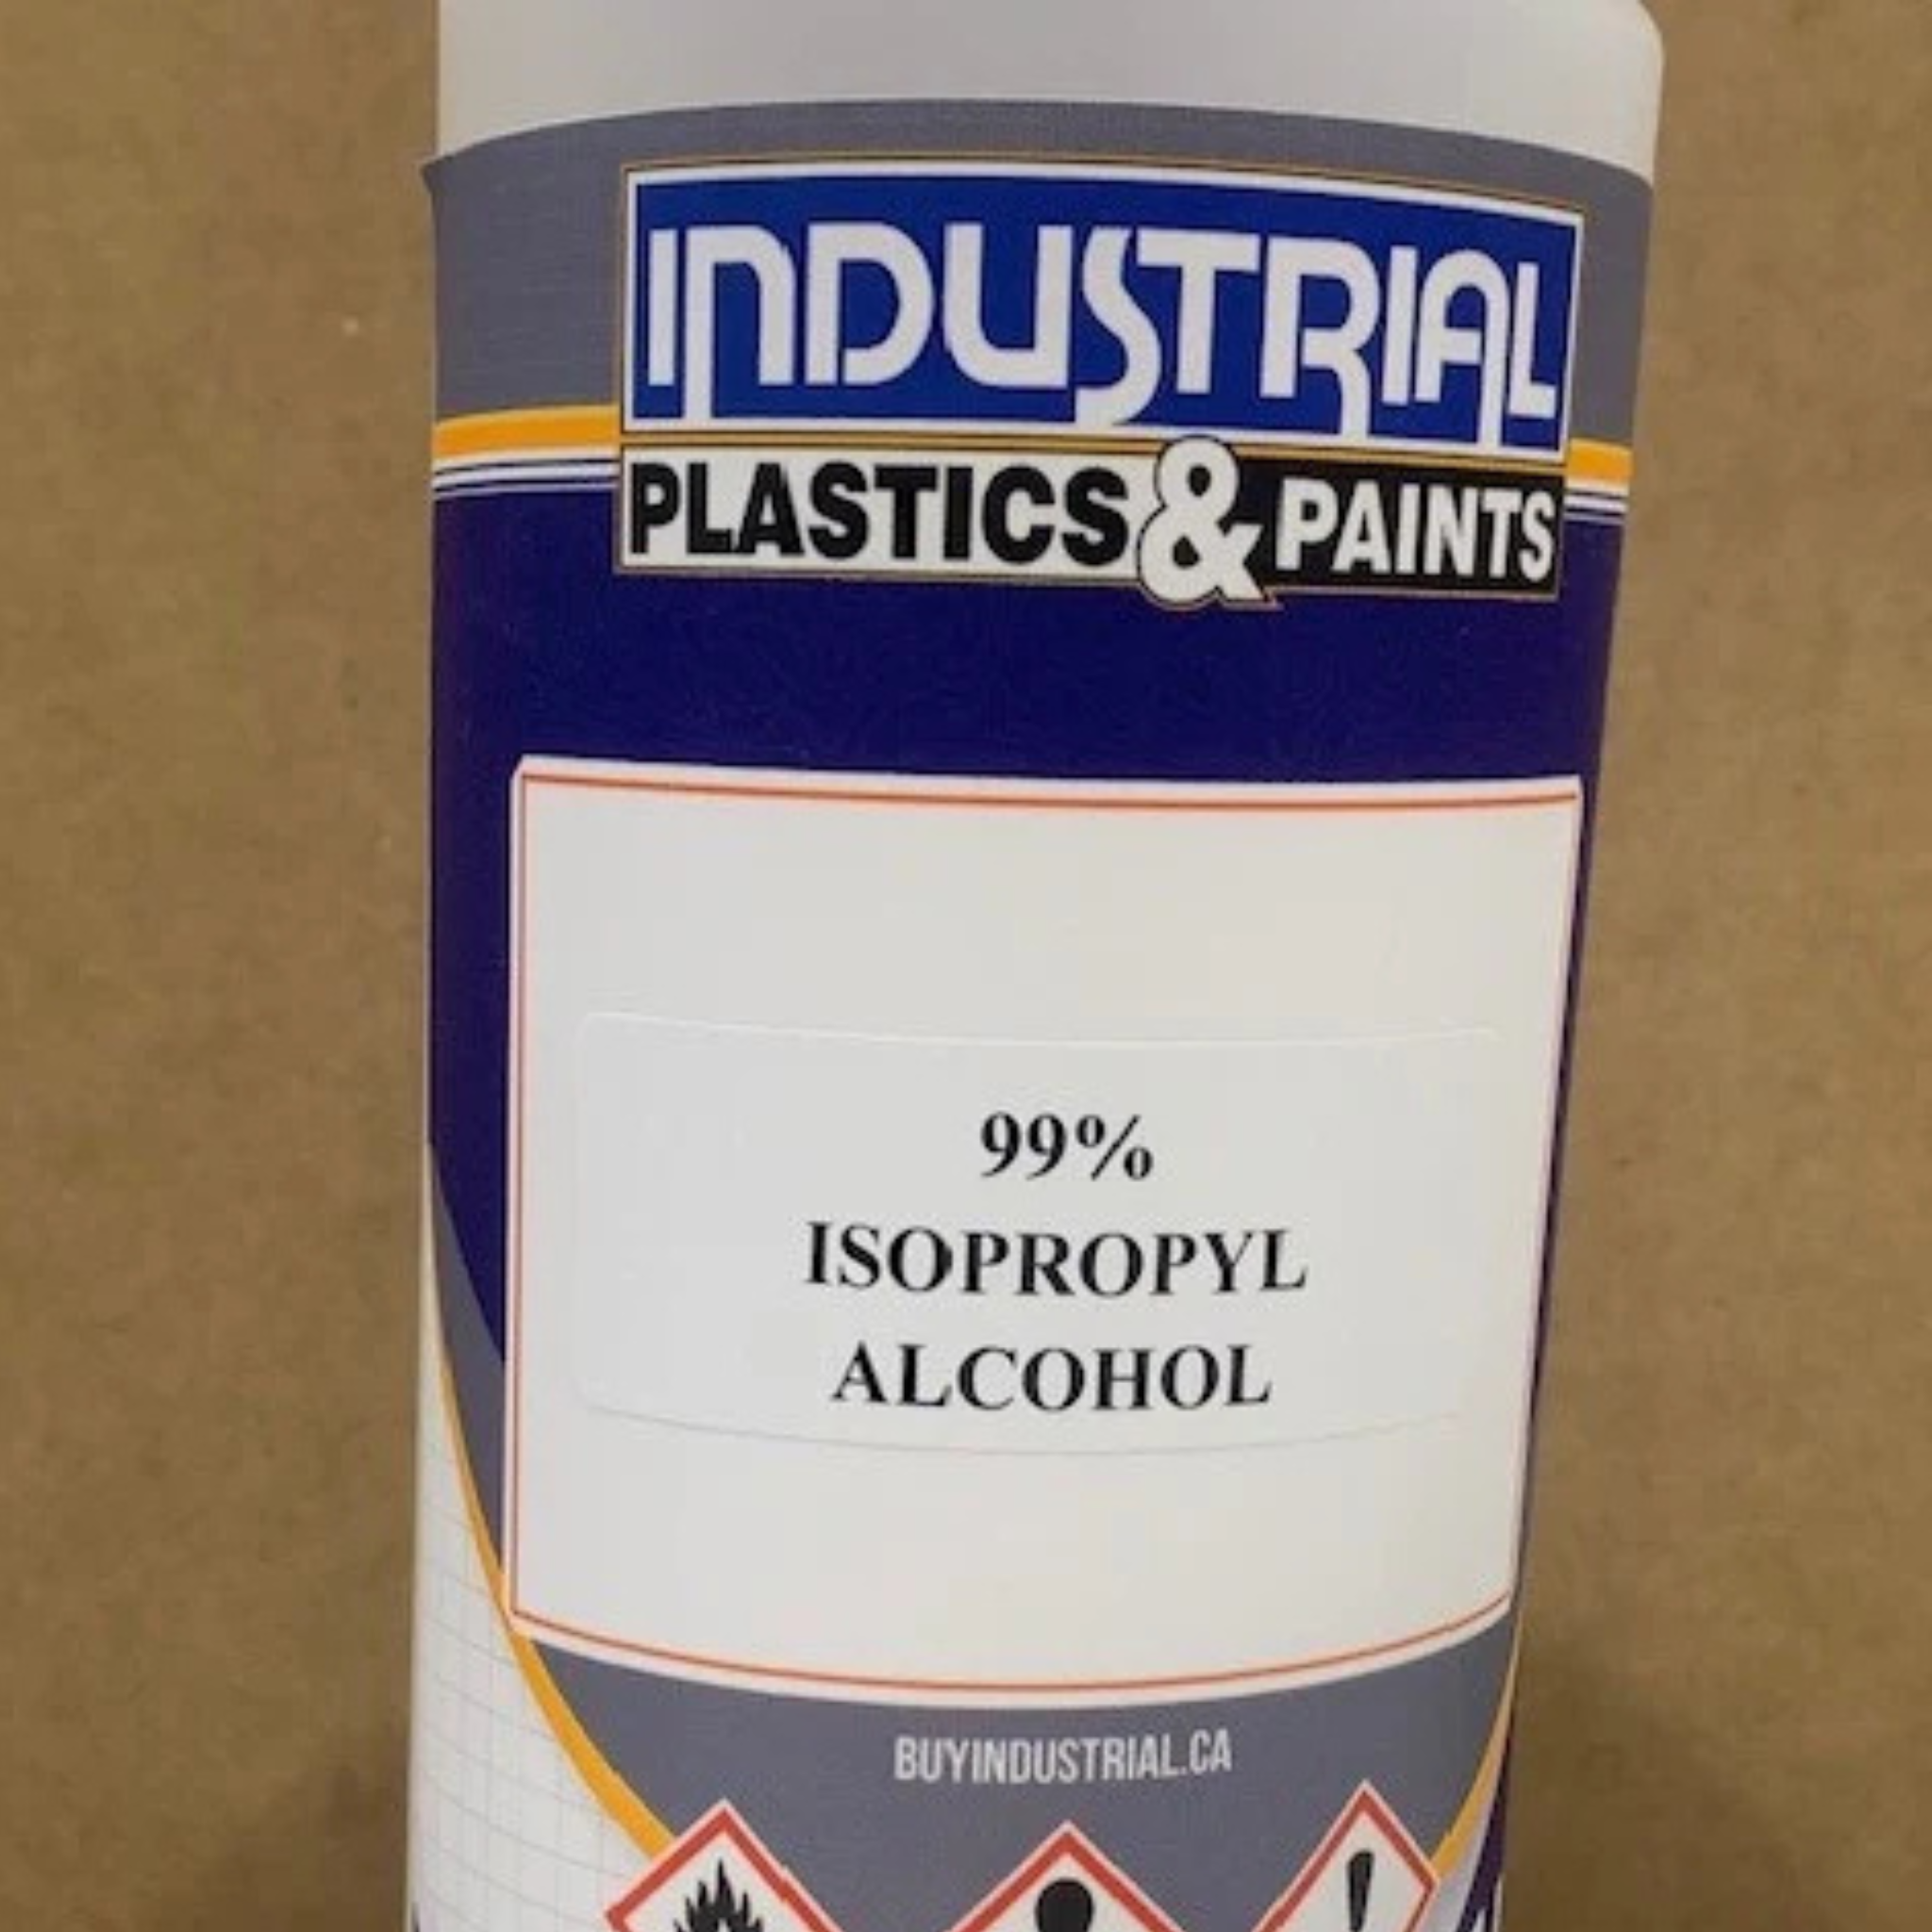 INDUSTRIAL
PLASTICS & PAINTS
99%
ISOPROPYL
ALCOHOL
BUYINDUSTRIAL.CA